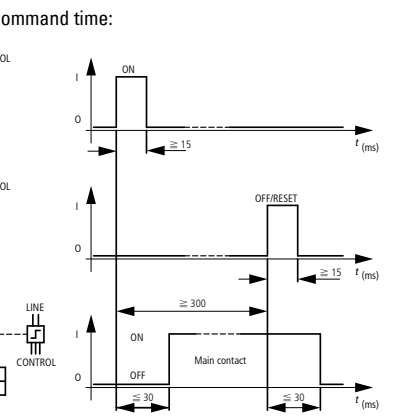 ommand time:
OL
I
ON
0
≧ 15
t (ms)
OL
I
OFF/RESET
0
≧ 15
t (ms)
≧ 300
LINE
CONTROL
I
ON
Main contact
OFF
0
≦ 30
≦ 30
t (ms)